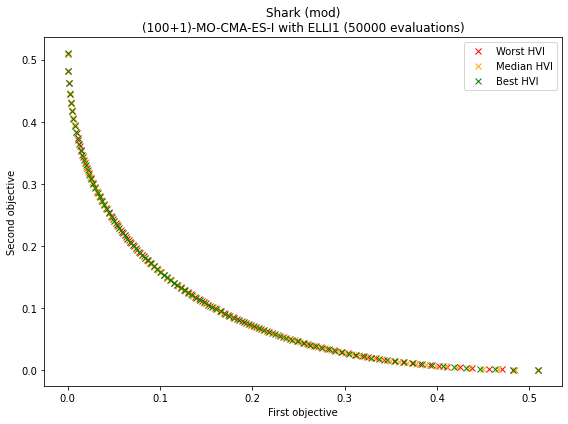 Shark (mod)
(100+1)-MO-CMA-ES-I with ELLI1 (50000 evaluations)
Worst HVI
Median HVI
Best HVI
Second objective
0.5
0.4
0.3
0.2
0.1
0.0
0.0 0.1 0.2 0.3 0.4 0.5
First objective